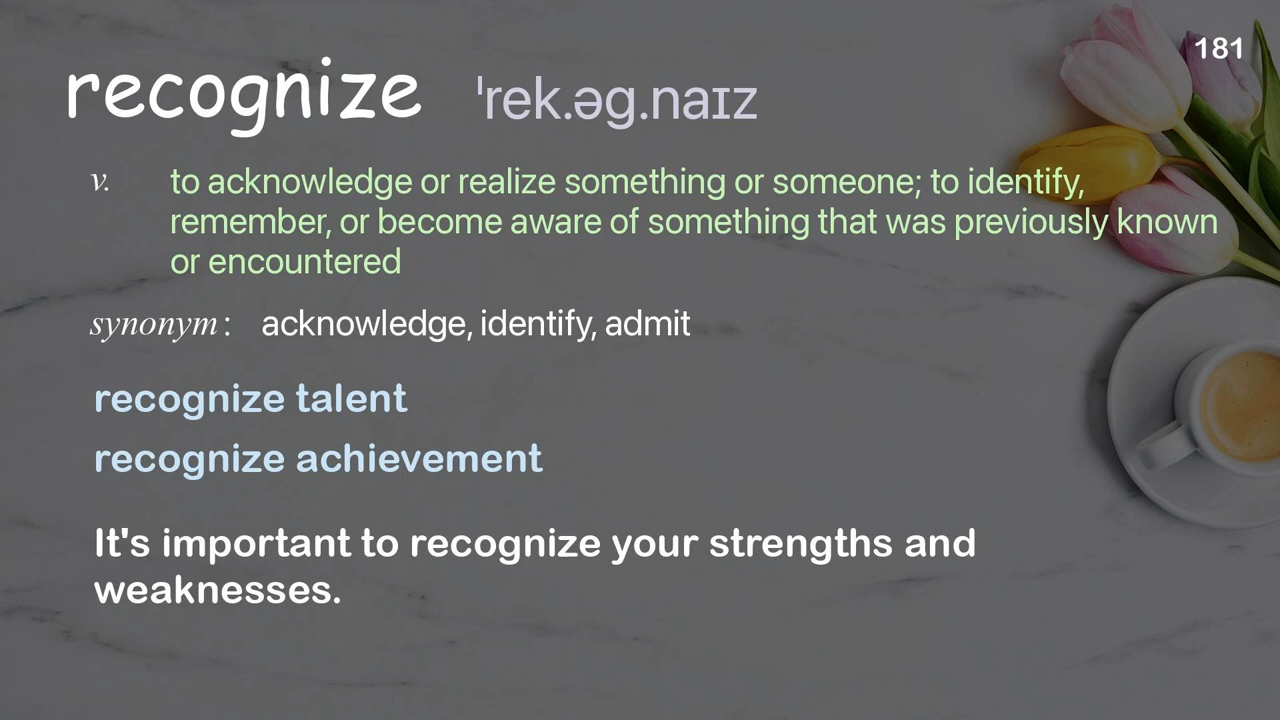 181
recognize ˈrek.əg.naɪz
v. to acknowledge or realize something or someone; to identify,
remember, or become aware of something that was previously known
or encountered
synonym: acknowledge, identify, admit
recognize talent
recognize achievement
It's important to recognize your strengths and
weaknesses.